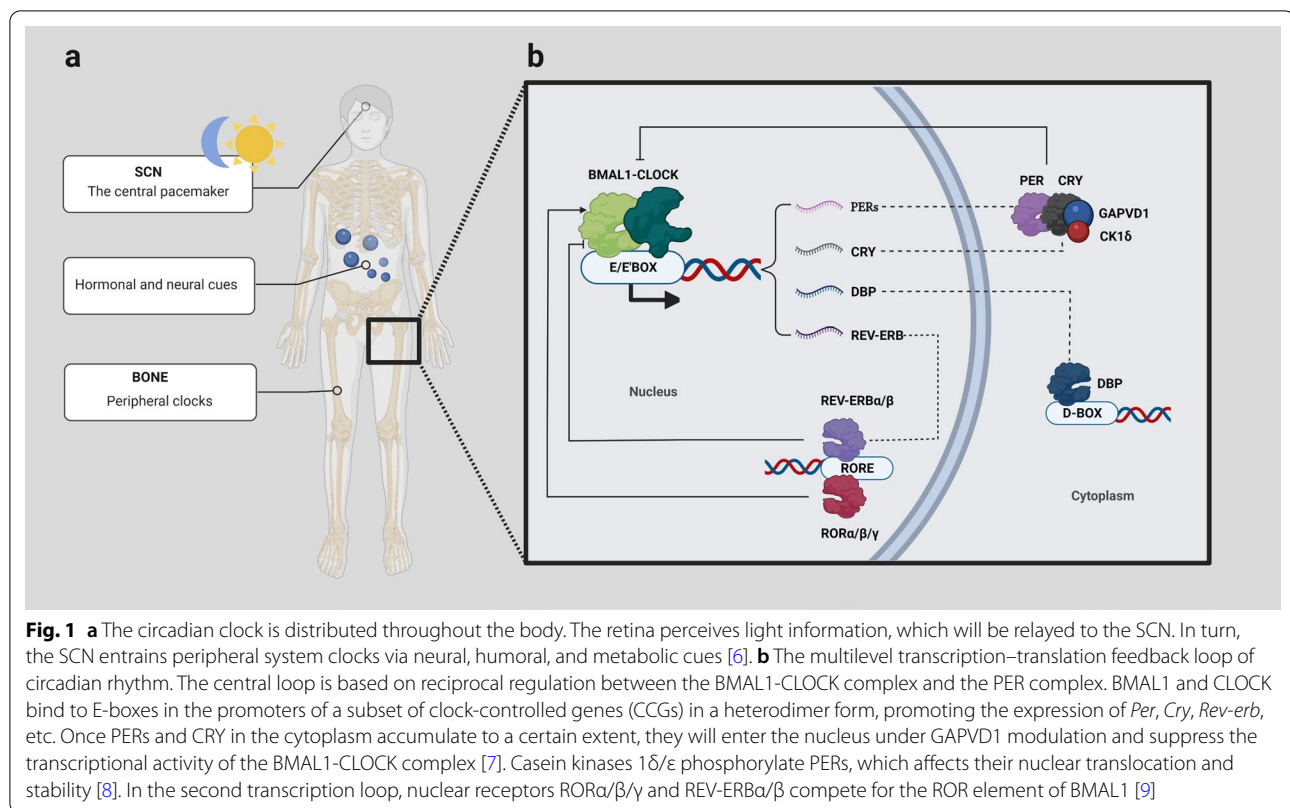 a
SCN
The central pacemaker
Hormonal and neural cues
BONE
Peripheral clocks
b
BMAL1-CLOCK
E/E'BOX
PERs
CRY
DBP
REV-ERB
Nucleus
REV-ERBα/β
RORE
RORα/β/γ
PER CRY
GAPVD1
CK1δ
DBP
D-BOX
Cytoplasm
Fig. 1 a The circadian clock is distributed throughout the body. The retina perceives light information, which will be relayed to the SCN. In turn,
the SCN entrains peripheral system clocks via neural, humoral, and metabolic cues [6]. b The multilevel transcription–translation feedback loop of
circadian rhythm. The central loop is based on reciprocal regulation between the BMAL1-CLOCK complex and the PER complex. BMAL1 and CLOCK
bind to E-boxes in the promoters of a subset of clock-controlled genes (CCGs) in a heterodimer form, promoting the expression of Per, Cry, Rev-erb,
etc. Once PERs and CRY in the cytoplasm accumulate to a certain extent, they will enter the nucleus under GAPVD1 modulation and suppress the
transcriptional activity of the BMAL1-CLOCK complex [7]. Casein kinases 1δ/ε phosphorylate PERs, which affects their nuclear translocation and
stability [8]. In the second transcription loop, nuclear receptors RORα/β/γ and REV-ERBα/β compete for the ROR element of BMAL1 [9]